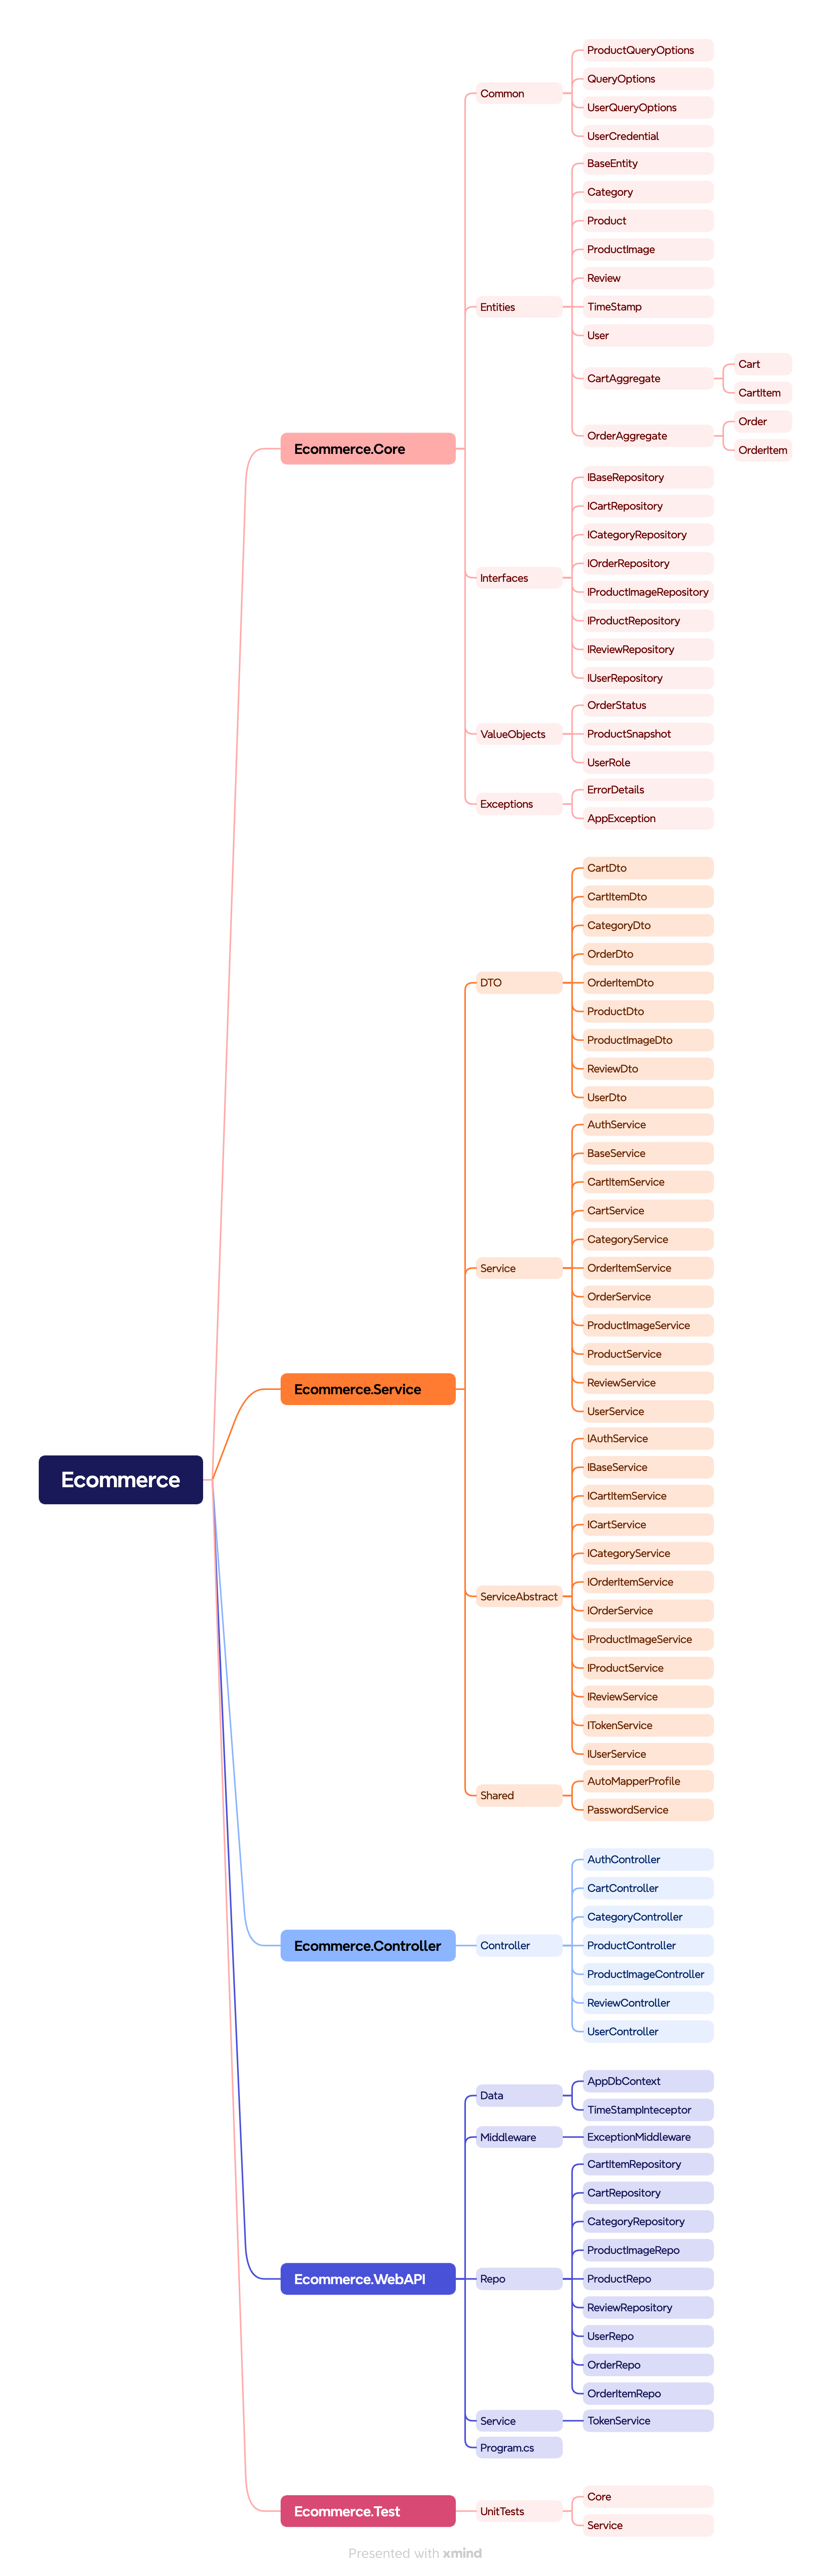 Ecommerce
Ecommerce.Core
Common
ProductQueryOptions
QueryOptions
UserQueryOptions
UserCredential
Entities
BaseEntity
Category
Product
ProductImage
Review
TimeStamp
User
CartAggregate
Cart
CartItem
OrderAggregate
Order
OrderItem
Interfaces
IBaseRepository
ICartRepository
ICategoryRepository
IOrderRepository
IProductImageRepository
IProductRepository
IReviewRepository
IUserRepository
ValueObjects
OrderStatus
ProductSnapshot
UserRole
Exceptions
ErrorDetails
AppException
Ecommerce.Service
DTO
CartDto
CartItemDto
CategoryDto
OrderDto
OrderItemDto
ProductDto
ProductImageDto
ReviewDto
UserDto
Service
AuthService
BaseService
CartItemService
CartService
CategoryService
OrderItemService
OrderService
ProductImageService
ProductService
ReviewService
UserService
ServiceAbstract
IAuthService
IBaseService
ICartItemService
ICartService
ICategoryService
IOrderItemService
IOrderService
IProductImageService
IProductService
IReviewService
ITokenService
IUserService
Shared
AutoMapperProfile
PasswordService
Ecommerce.Controller
Controller
AuthController
CartController
CategoryController
ProductController
ProductImageController
ReviewController
UserController
Ecommerce.WebAPI
Data
AppDbContext
TimeStampInteceptor
Middleware
ExceptionMiddleware
Repo
CartItemRepository
CartRepository
CategoryRepository
ProductImageRepo
ProductRepo
ReviewRepository
UserRepo
OrderRepo
OrderItemRepo
Service
TokenService
Program.cs
Ecommerce.Test
UnitTests
Core
Service
Presented with xmind